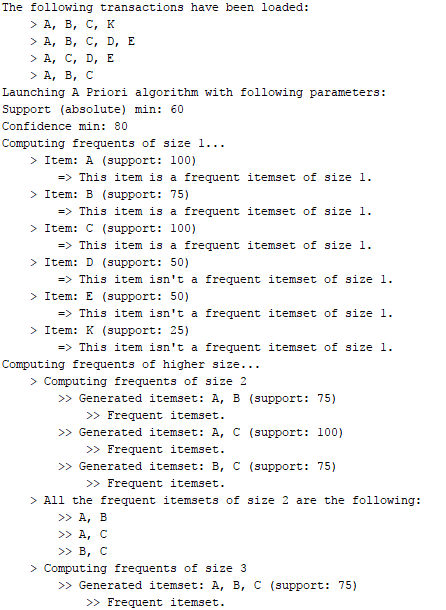 The following transactions have been loaded:
> A, B, C, K
> A, B, C, D, E
> A, C, D, E
> A, B, C
Launching A Priori algorithm with following parameters:
Support (absolute) min: 60
Confidence min: 80
Computing frequents of size 1...
> Item: A (support: 100)
=> This item is a frequent itemset of size 1.
> Item: B (support: 75)
=> This item is a frequent itemset of size 1.
> Item: C (support: 100)
=> This item is a frequent itemset of size 1.
> Item: D (support: 50)
=> This item isn't a frequent itemset of size 1.
> Item: E (support: 50)
=> This item isn't a frequent itemset of size 1.
> Item: K (support: 25)
=> This item isn't a frequent itemset of size 1.
Computing frequents of higher size...
> Computing frequents of size 2
>> Generated itemset: A, B (support: 75)
>> Frequent itemset.
>> Generated itemset: A, C (support: 100)
>> Frequent itemset.
>> Generated itemset: B, C (support: 75)
>> Frequent itemset.
> All the frequent itemsets of size 2 are the following:
>> A, B
>> A, C
>> B, C
> Computing frequents of size 3
>> Generated itemset: A, B, C (support: 75)
>> Frequent itemset.